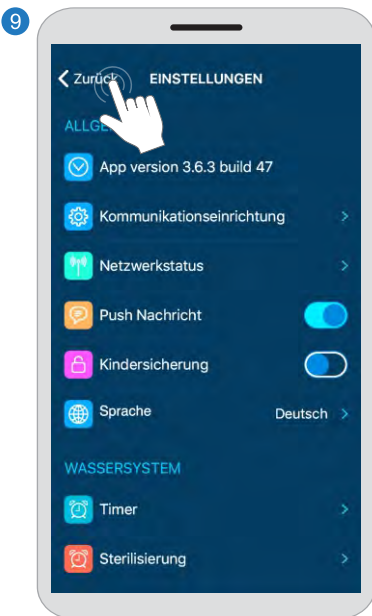 9
Zurück EINSTELLUNGEN
ALLGE
App version 3.6.3 build 47
Kommunikationseinrichtung
Netzwerkstatus
Push Nachricht
Kindersicherung
Sprache Deutsch
WASSERSYSTEM
Timer
Sterilisierung